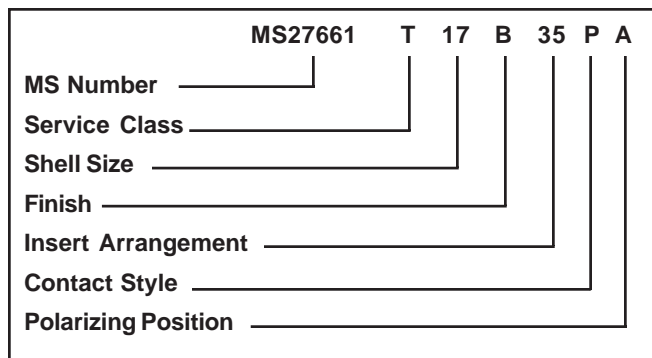 MS27661 T 17 B 35 P A
MS Number
Service Class
Shell Size
Finish
Insert Arrangement
Contact Style
Polarizing Position